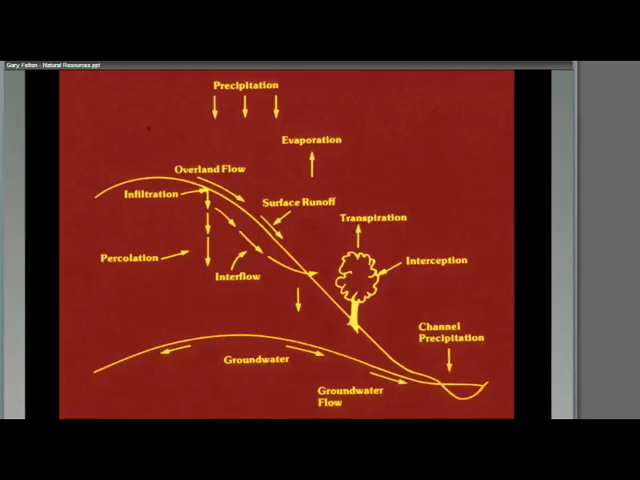 Gary Felton - Natural Resources.ppt
Precipitation
Evaporation
Overland Flow
Infiltration
Surface Runoff
Transpiration
Percolation
Interflow
Interception
Channel
Precipitation
Groundwater
Groundwater
Flow